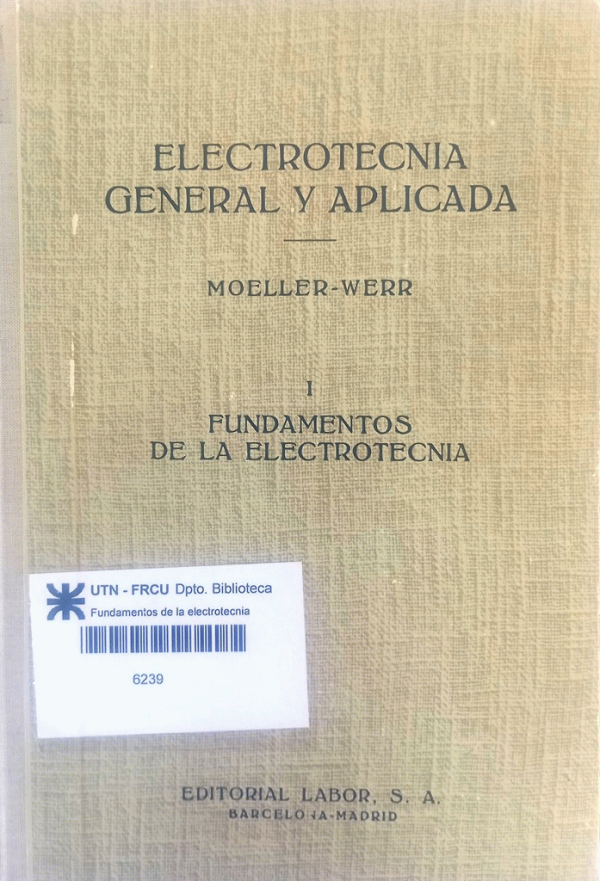 ELECTROTECNIA
GENERAL Y APLICADA
MOELLER-WERR
I
FUNDAMENTOS
DE LA ELECTROTECNIA
UTN - FRCU Dpto. Biblioteca
Fundamentos de la electrotecnia
6239
EDITORIAL LABOR, S. A.
BARCELONA-MADRID